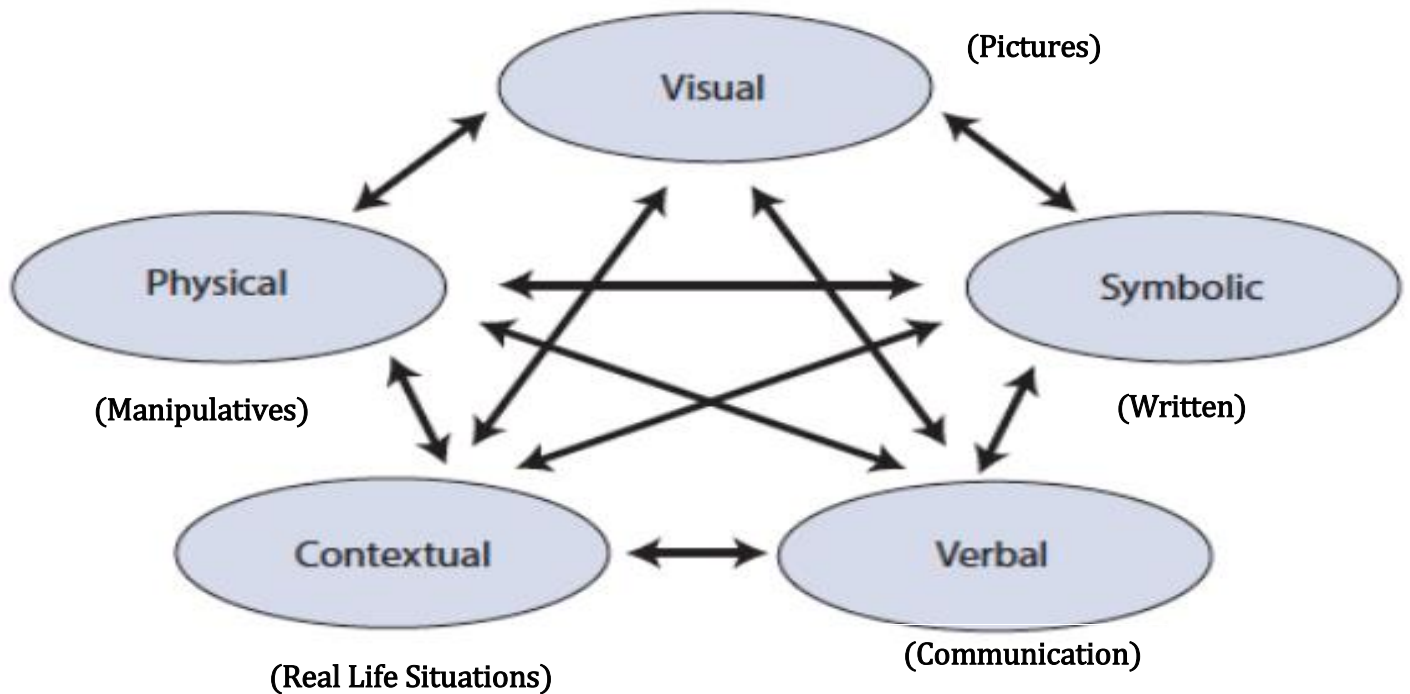 Visual
(Pictures)
Physical
(Manipulatives)
Symbolic
(Written)
Contextual
(Real Life Situations)
Verbal
(Communication)